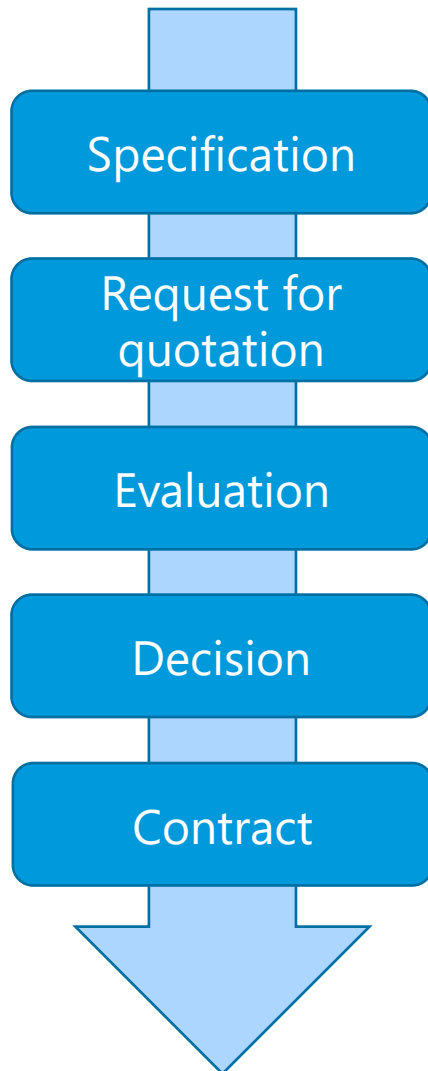 Specification
Request for
quotation
Evaluation
Decision
Contract